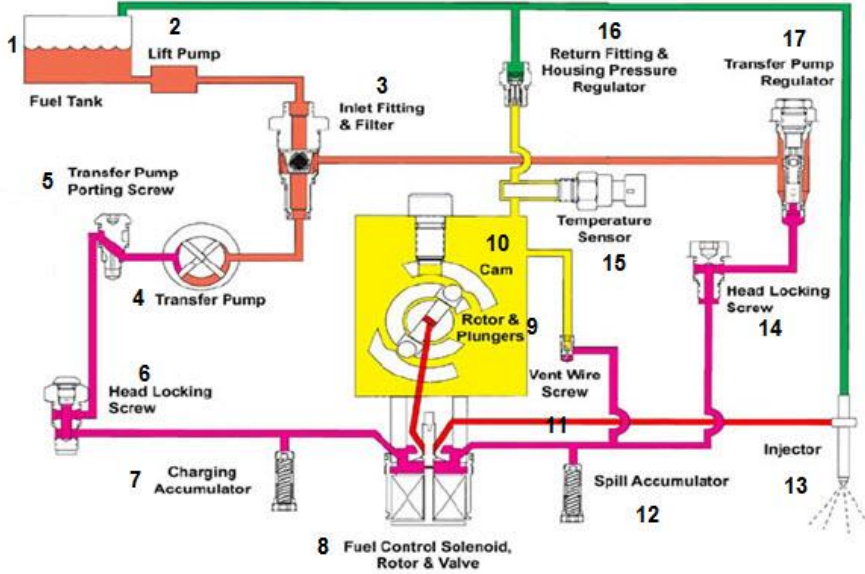 1
2
Lift Pump
Fuel Tank
3
Inlet Fitting
& Filter
16
Return Fitting &
Housing Pressure
Regulator
17
Transfer Pump
Regulator
5
Transfer Pump
Porting Screw
4
Transfer Pump
10
Cam
Temperature
Sensor
15
Rotor &
Plungers
9
Head Locking
Screw
14
6
Head Locking
Screw
Vent Wire
Screw
11
7
Charging
Accumulator
Spill Accumulator
12
Injector
13
8
Fuel Control Solenoid,
Rotor & Valve